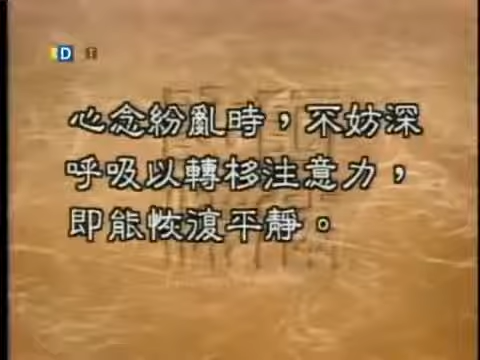 D
心念紛亂時，不妨深
呼吸以轉移注意力，
即能恢復平靜。